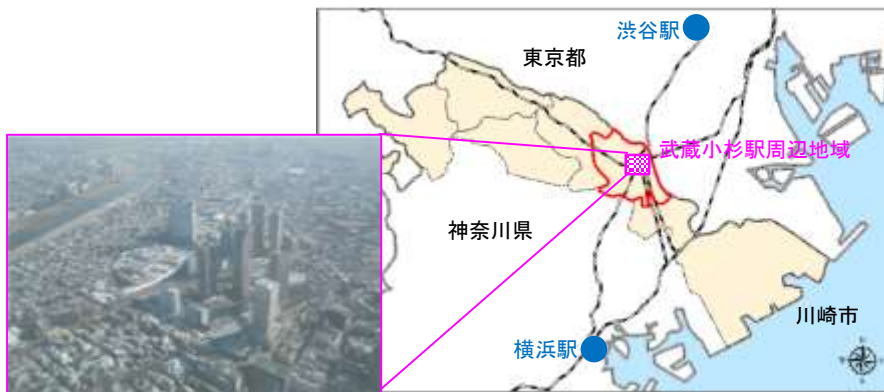 渋谷駅
東京都
武蔵小杉駅周辺地域
神奈川県
川崎市
横浜駅